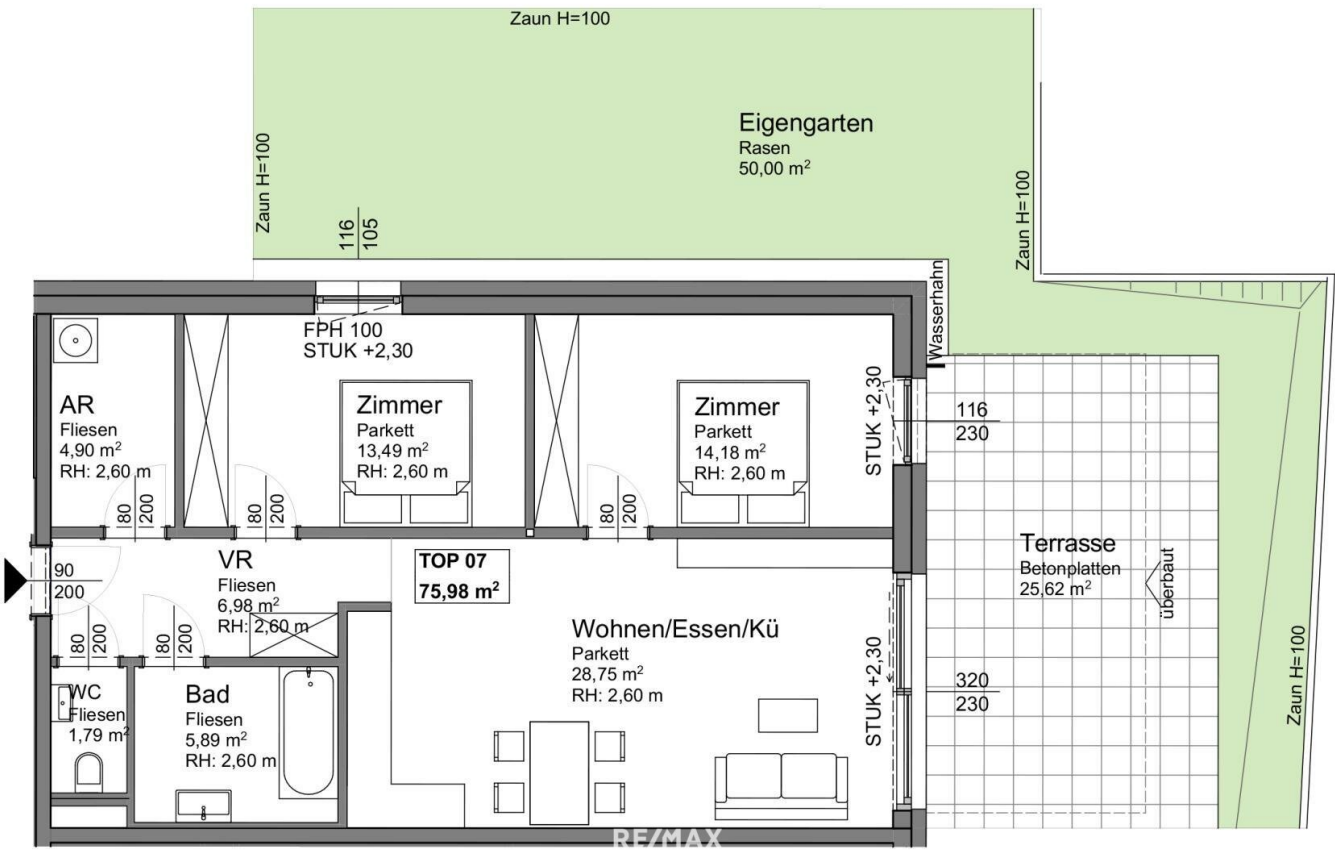 Zaun H=100
Eigengarten
Rasen
50,00 m²
Zaun H=100
Zaun H=100
116
105
Wasserhahn
FPH 100
STUK +2,30
AR
Fliesen
4,90 m²
RH: 2,60 m
Zimmer
Parkett
13,49 m²
RH: 2,60 m
Zimmer
Parkett
14,18 m²
RH: 2,60 m
STUK +2,30
116
230
80
200
80
200
80
200
90
200
VR
Fliesen
6,98 m²
RH: 2,60 m
TOP 07
75,98 m²
Terrasse
Betonplatten
25,62 m²
überbaut
80
200
80
200
Wohnen/Essen/Kü
Parkett
28,75 m²
RH: 2,60 m
STUK +2,30
320
230
Zaun H=100
WC
Fliesen
1,79 m²
Bad
Fliesen
5,89 m²
RH: 2,60 m
RE/MAX